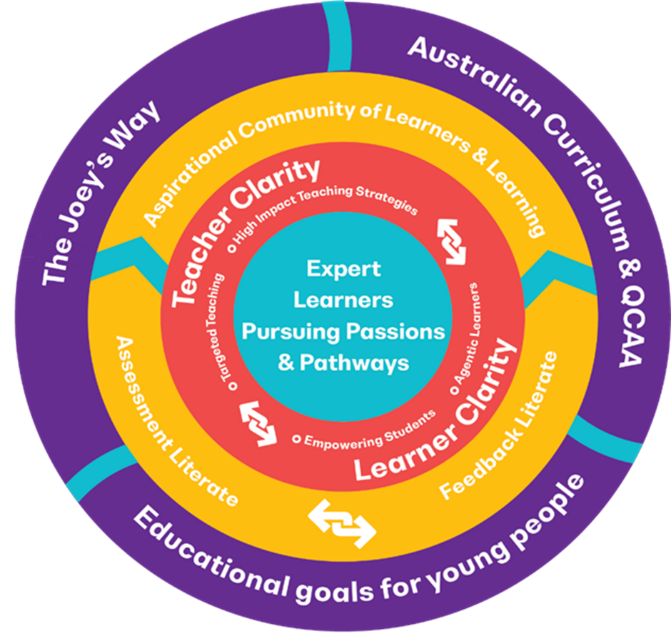 The Joey's Way
Australian Curriculum & QCAA
Educational goals for young people
Aspirational Community of Learners & Learning
Assessment Literate
Feedback Literate
Teacher Clarity
High Impact Teaching Strategies
Targeted Teaching
Learner Clarity
Agentic Learners
Empowering Students
Expert
Learners
Pursuing Passions
& Pathways